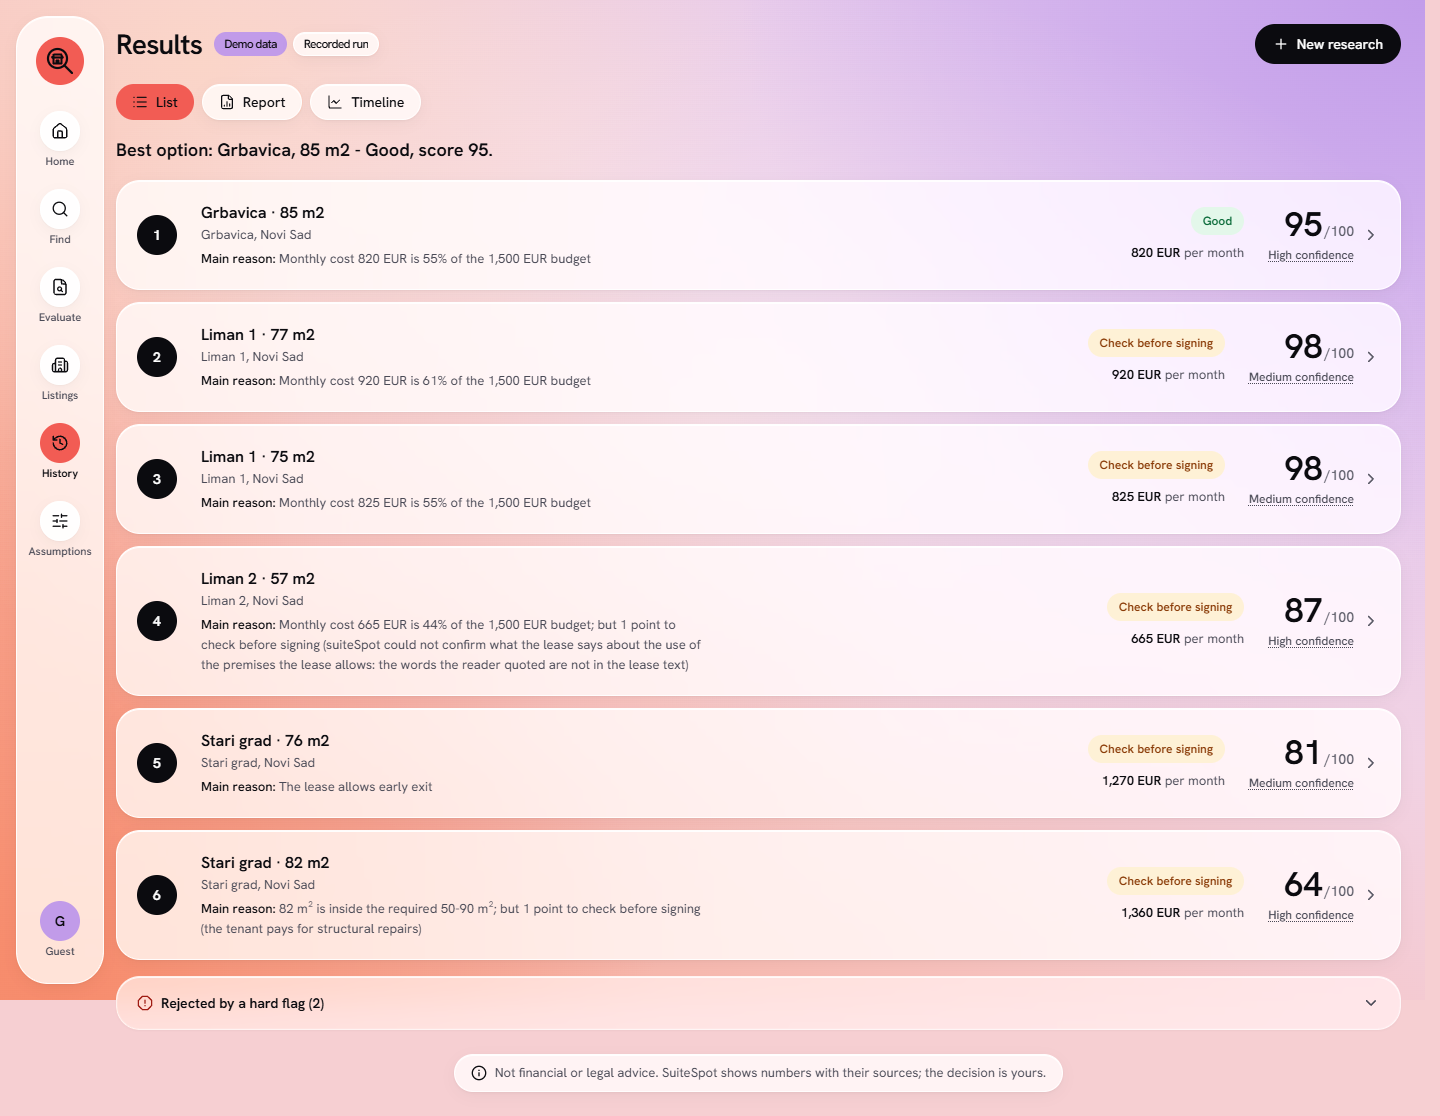 Results
Demo data
Recorded run
New research
List
Report
Timeline
Home
Find
Evaluate
Listings
History
Assumptions
G
Guest
Best option: Grbavica, 85 m2 - Good, score 95.
1
Grbavica · 85 m2
Grbavica, Novi Sad
Main reason: Monthly cost 820 EUR is 55% of the 1,500 EUR budget
Good
820 EUR per month
95/100
High confidence
2
Liman 1 · 77 m2
Liman 1, Novi Sad
Main reason: Monthly cost 920 EUR is 61% of the 1,500 EUR budget
Check before signing
920 EUR per month
98/100
Medium confidence
3
Liman 1 · 75 m2
Liman 1, Novi Sad
Main reason: Monthly cost 825 EUR is 55% of the 1,500 EUR budget
Check before signing
825 EUR per month
98/100
Medium confidence
4
Liman 2 · 57 m2
Liman 2, Novi Sad
Main reason: Monthly cost 665 EUR is 44% of the 1,500 EUR budget; but 1 point to
check before signing (suiteSpot could not confirm what the lease says about the use of
the premises the lease allows: the words the reader quoted are not in the lease text)
Check before signing
665 EUR per month
87/100
High confidence
5
Stari grad · 76 m2
Stari grad, Novi Sad
Main reason: The lease allows early exit
Check before signing
1,270 EUR per month
81/100
Medium confidence
6
Stari grad · 82 m2
Stari grad, Novi Sad
Main reason: 82 m² is inside the required 50-90 m²; but 1 point to check before signing
(the tenant pays for structural repairs)
Check before signing
1,360 EUR per month
64/100
High confidence
Rejected by a hard flag (2)
Not financial or legal advice. SuiteSpot shows numbers with their sources; the decision is yours.